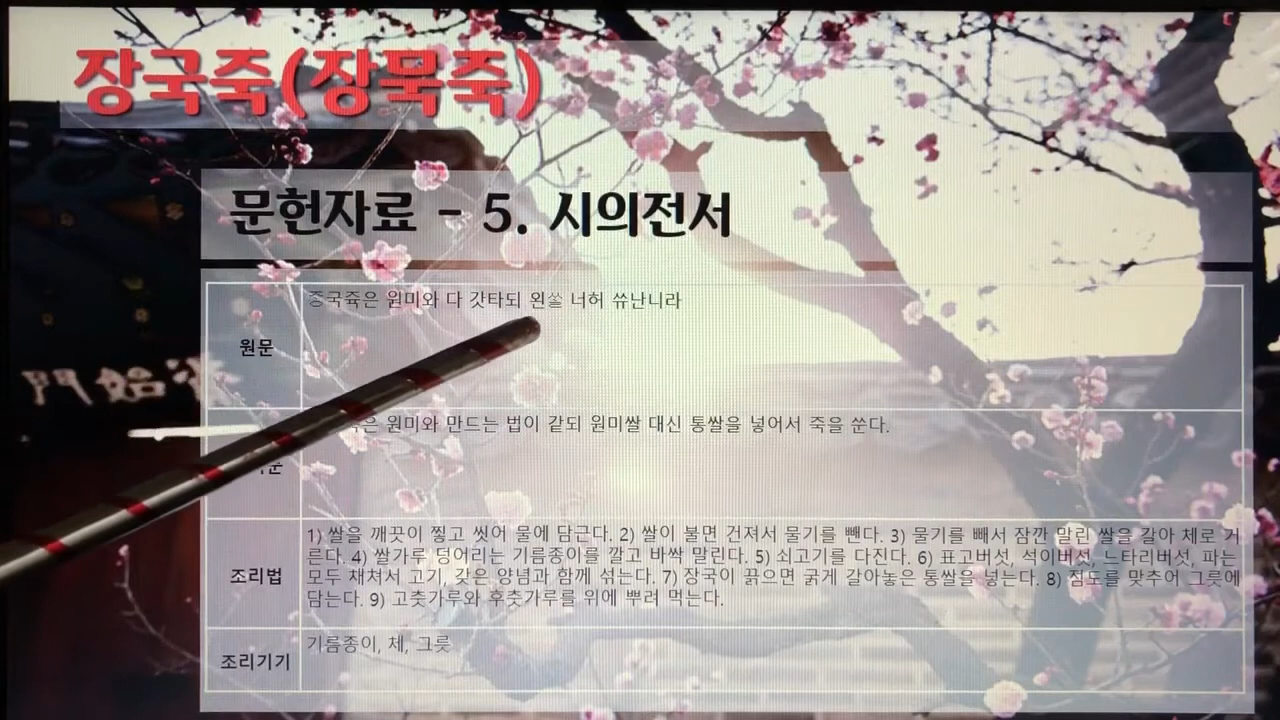 장국죽(장묵죽)
문헌자료 - 5. 시의전서
원문
즁국쥭은 원미와 다 갓타되 왼쏠 너허 쓔난니라
은 원미와 만드는 법이 같되 원미쌀 대신 통쌀을 넣어서 죽을 쑨다.
조리법
1) 쌀을 깨끗이 찧고 씻어 물에 담근다. 2) 쌀이 불면 건져서 물기를 뺀다. 3) 물기를 빼서 잠깐 말린 쌀을 갈아 체로 거
른다. 4) 쌀가루 덩어리는 기름종이를 깔고 바싹 말린다. 5) 쇠고기를 다진다. 6) 표고버섯, 석이버섯, 느타리버섯, 파는
모두 채쳐서 고기, 갖은 양념과 함께 섞는다. 7) 장국이 끓으면 굵게 갈아놓은 통쌀을 넣는다. 8) 점도를 맞추어 그릇에
담는다. 9) 고춧가루와 후춧가루를 위에 뿌려 먹는다.
조리기기
기름종이, 체, 그릇
門始